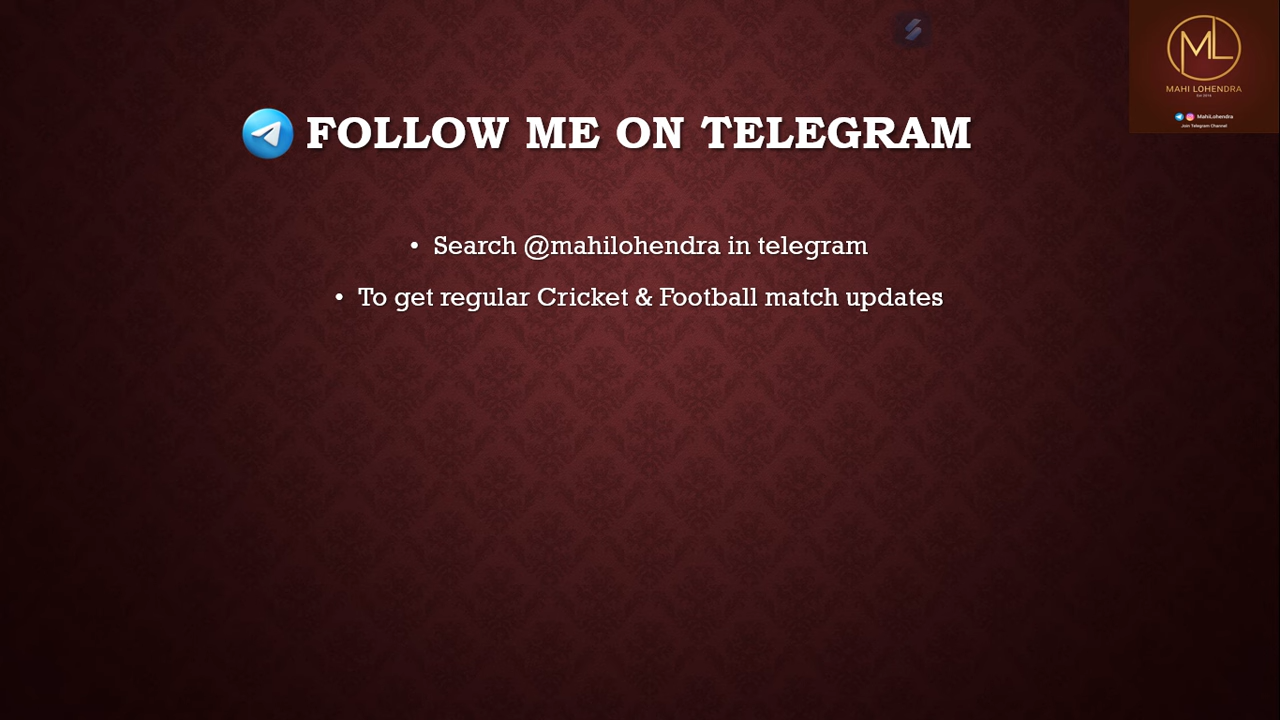 MAHI LOHENDRA
MahiLohendra
Join Telegram Channel
FOLLOW ME ON TELEGRAM
• Search @mahilohendra in telegram
• To get regular Cricket & Football match updates